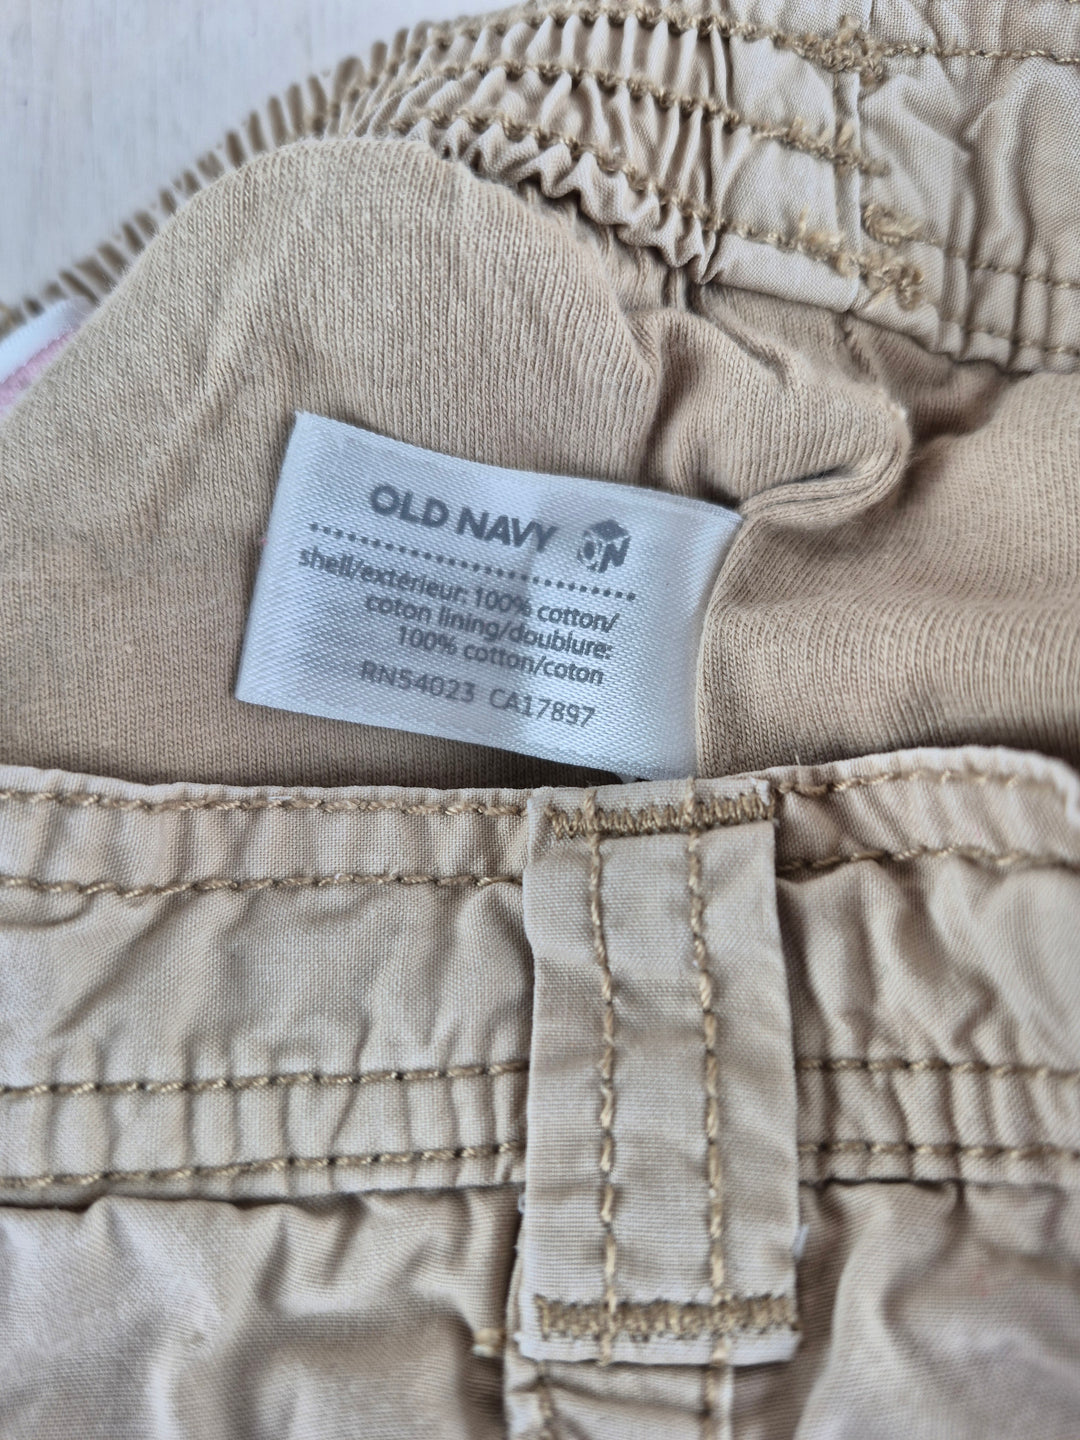 OLD NAVY ON
shell/extérieur: 100% cotton/
coton lining/doublure:
100% cotton/coton
RN54023 CA17897